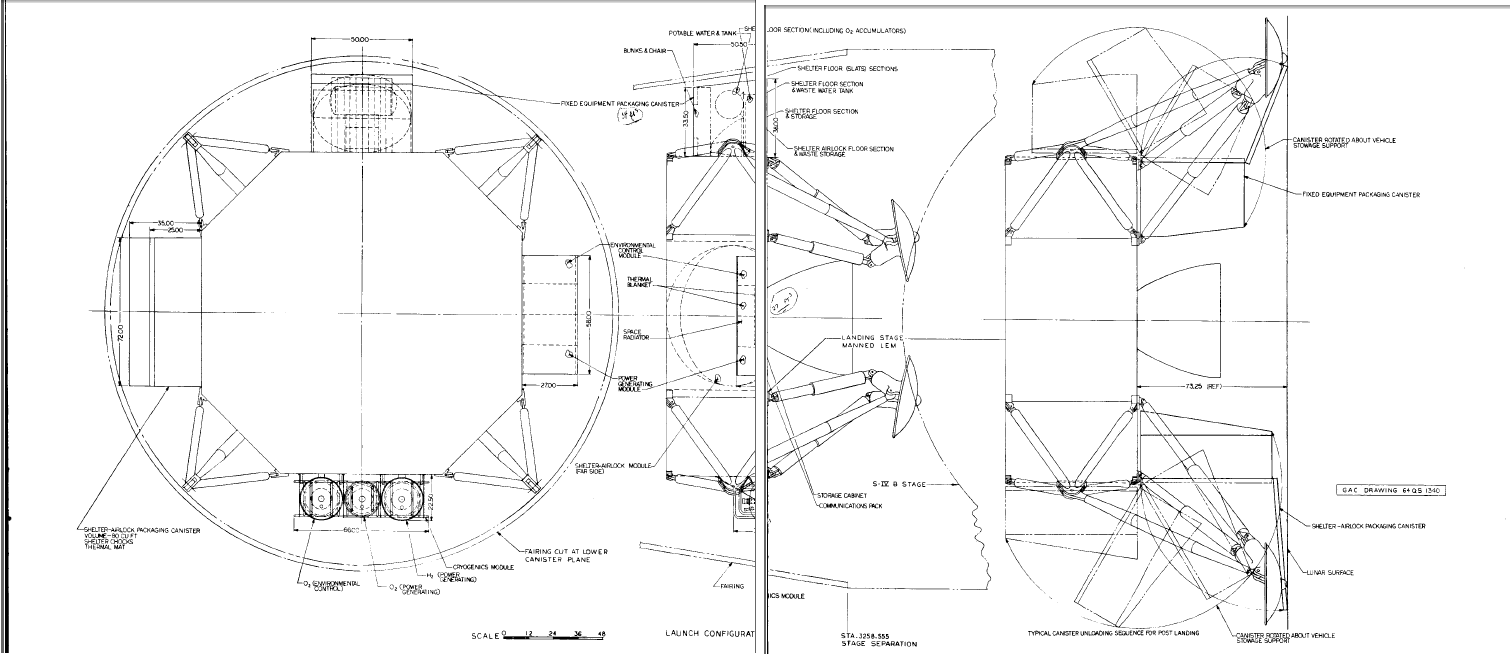 50.00
POTABLE WATER & TANK
SHE
BUNKS & CHAIR
50.50
FIXED EQUIPMENT PACKAGING CANISTER
33.50
35.00
25.00
72.00
ENVIRONMENTAL
CONTROL
MODULE
THERMAL
BLANKET
SPACE
RADIATOR
58.00
POWER
GENERATING
MODULE
27.00
SHELTER-AIRLOCK MODULE
(FAR SIDE)
22.50
66.00
SHELTER-AIRLOCK PACKAGING CANISTER
VOLUME-80 CU FT
SHELTER CHOCKS
THERMAL MAT
FAIRING CUT AT LOWER
CANISTER PLANE
CRYOGENICS MODULE
H2 (POWER
GENERATING)
O2 (ENVIRONMENTAL
CONTROL)
O2 (POWER
GENERATING)
FAIRING
SCALE 0 12 24 36 48
LAUNCH CONFIGURAT
LOOR SECTION (INCLUDING O2 ACCUMULATORS)
SHELTER FLOOR (SLATS) SECTIONS
SHELTER FLOOR SECTION
& WASTE WATER TANK
SHELTER FLOOR SECTION
& STORAGE
36.00
SHELTER AIRLOCK FLOOR SECTION
& WASTE STORAGE
LANDING STAGE
MANNED LEM
S-IV B STAGE
STORAGE CABINET
COMMUNICATIONS PACK
ICS MODULE
STA. 3258.555
STAGE SEPARATION
CANISTER ROTATED ABOUT VEHICLE
STOWAGE SUPPORT
FIXED EQUIPMENT PACKAGING CANISTER
73.25 (REF)
GAC DRAWING 64QS 1340
SHELTER-AIRLOCK PACKAGING CANISTER
LUNAR SURFACE
TYPICAL CANISTER UNLOADING SEQUENCE FOR POST LANDING
CANISTER ROTATED ABOUT VEHICLE
STOWAGE SUPPORT